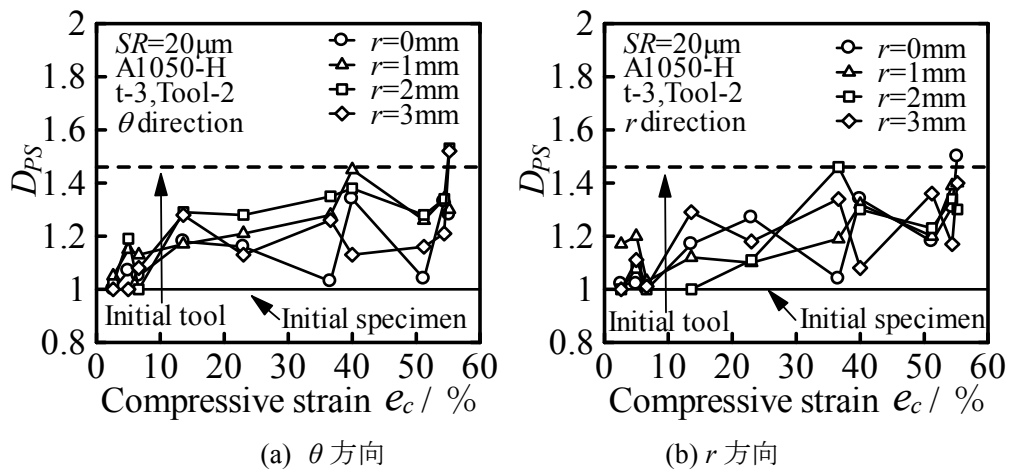 2
1.8
1.6
1.4
1.2
1
0.8
D_PS
SR=20μm
A1050-H
t-3,Tool-2
θ direction
r=0mm
r=1mm
r=2mm
r=3mm
Initial tool
Initial specimen
0 10 20 30 40 50 60
Compressive strain e_c / %
(a) θ 方向
2
1.8
1.6
1.4
1.2
1
0.8
D_PS
SR=20μm
A1050-H
t-3,Tool-2
r direction
r=0mm
r=1mm
r=2mm
r=3mm
Initial tool
Initial specimen
0 10 20 30 40 50 60
Compressive strain e_c / %
(b) r 方向